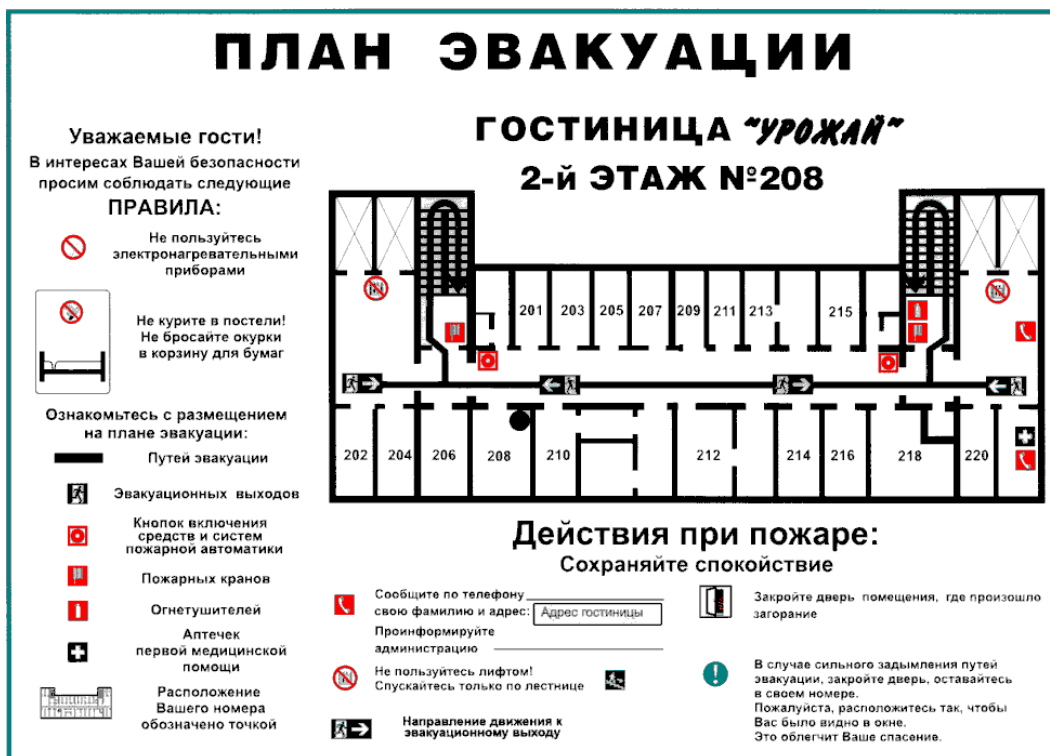 ПЛАН ЭВАКУАЦИИ
ГОСТИНИЦА "УРОЖАЙ"
2-й ЭТАЖ №208
Уважаемые гости!
В интересах Вашей безопасности
просим соблюдать следующие
ПРАВИЛА:
Не пользуйтесь
электронагревательными
приборами
Не курите в постели!
Не бросайте окурки
в корзину для бумаг
Ознакомьтесь с размещением
на плане эвакуации:
Путей эвакуации
Эвакуационных выходов
Кнопок включения
средств и систем
пожарной автоматики
Пожарных кранов
Огнетушителей
Аптечек
первой медицинской
помощи
Расположение
Вашего номера
обозначено точкой
201 203 205 207 209 211 213 215
202 204 206 208 210 212 214 216 218 220
Действия при пожаре:
Сохраняйте спокойствие
Сообщите по телефону
свою фамилию и адрес: Адрес гостиницы
Проинформируйте
администрацию
Не пользуйтесь лифтом!
Спускайтесь только по лестнице
Направление движения к
эвакуационному выходу
Закройте дверь помещения, где произошло
загорание
В случае сильного задымления путей
эвакуации, закройте дверь, оставайтесь
в своем номере.
Пожалуйста, расположитесь так, чтобы
Вас было видно в окне.
Это облегчит Ваше спасение.